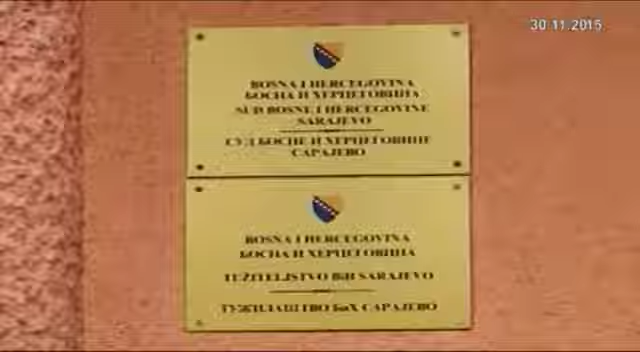 30.11.2015
BOSNA I HERCEGOVINA
БОСНА И ХЕРЦЕГОВИНА
SUD BOSNE I HERCEGOVINE
SARAJEVO
СУД БОСНЕ И ХЕРЦЕГОВИНЕ
САРАЈЕВО
BOSNA I HERCEGOVINA
БОСНА И ХЕРЦЕГОВИНА
TUŽITELJSTVO BiH SARAJEVO
ТУЖИЛАШТВО БиХ САРАЈЕВО